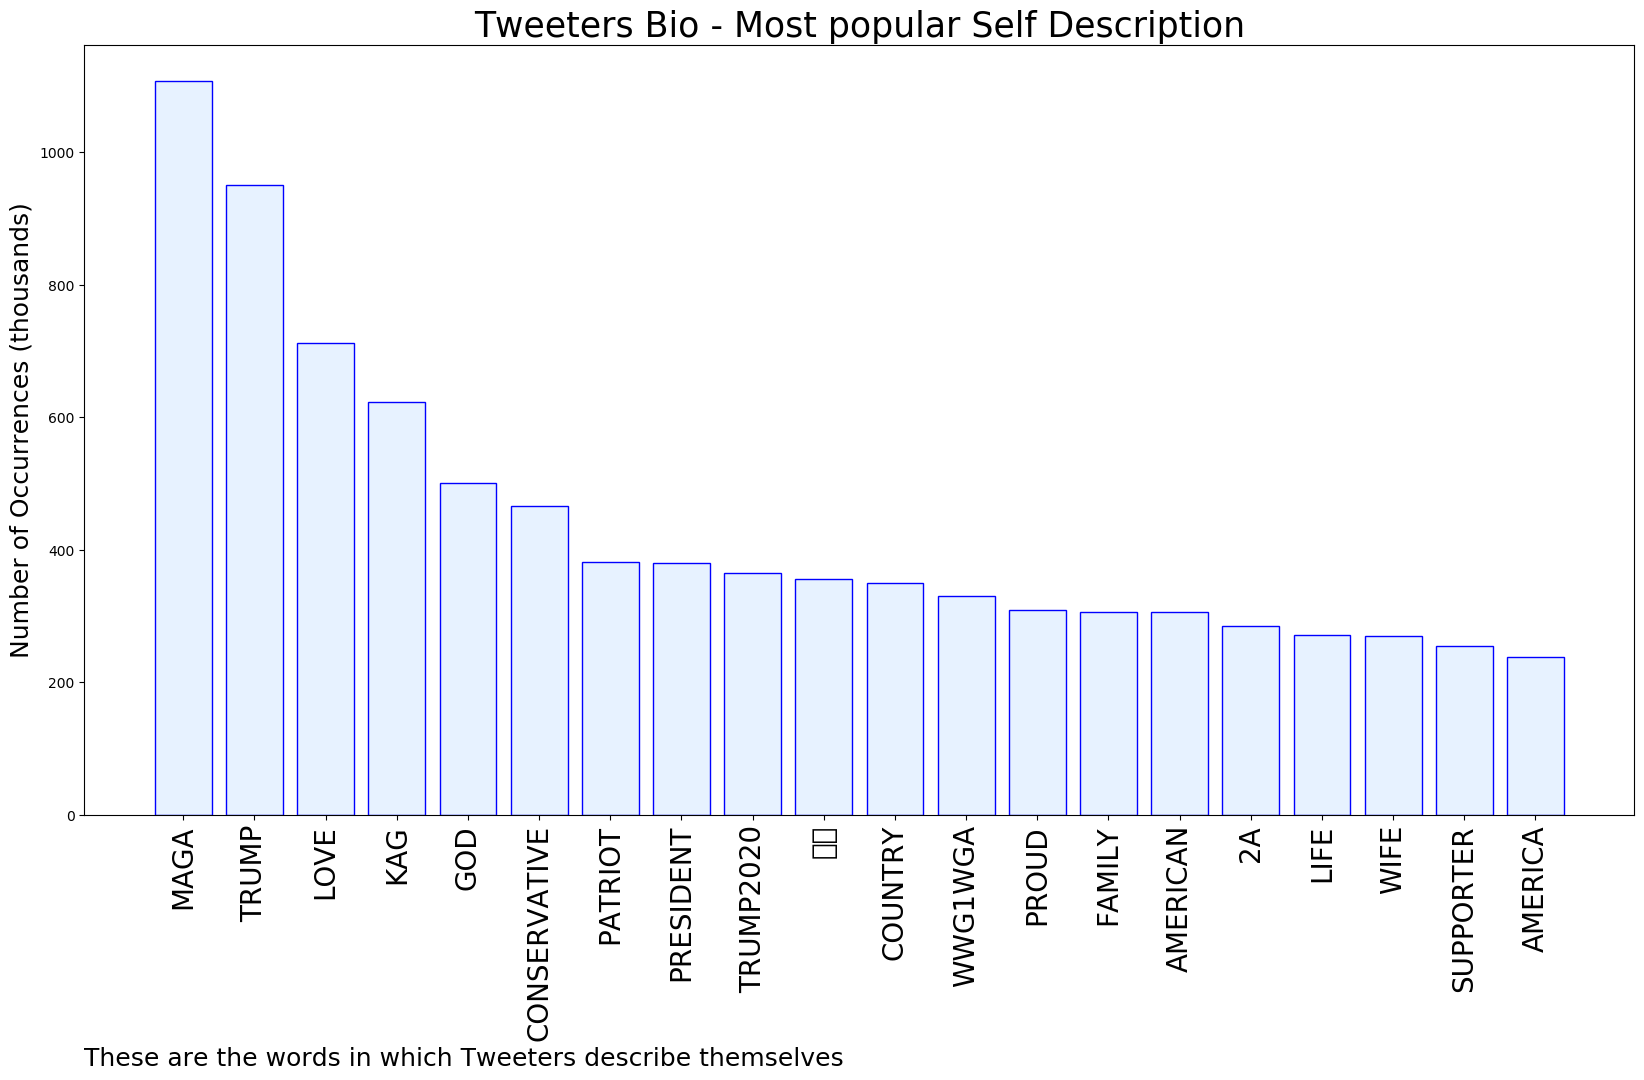 Tweeters Bio - Most popular Self Description
Number of Occurrences (thousands)
1000
800
600
400
200
0
MAGA
TRUMP
LOVE
KAG
GOD
CONSERVATIVE
PATRIOT
PRESIDENT
TRUMP2020
COUNTRY
WWG1WGA
PROUD
FAMILY
AMERICAN
2A
LIFE
WIFE
SUPPORTER
AMERICA
These are the words in which Tweeters describe themselves